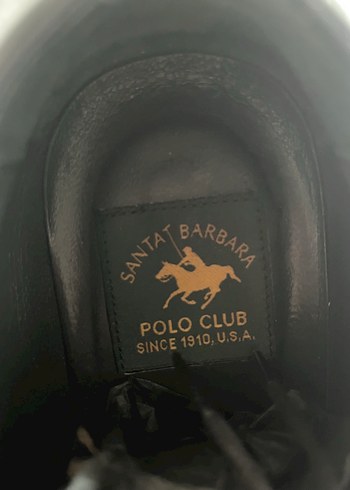 SANTA BARBARA
POLO CLUB
SINCE 1910, U.S.A.